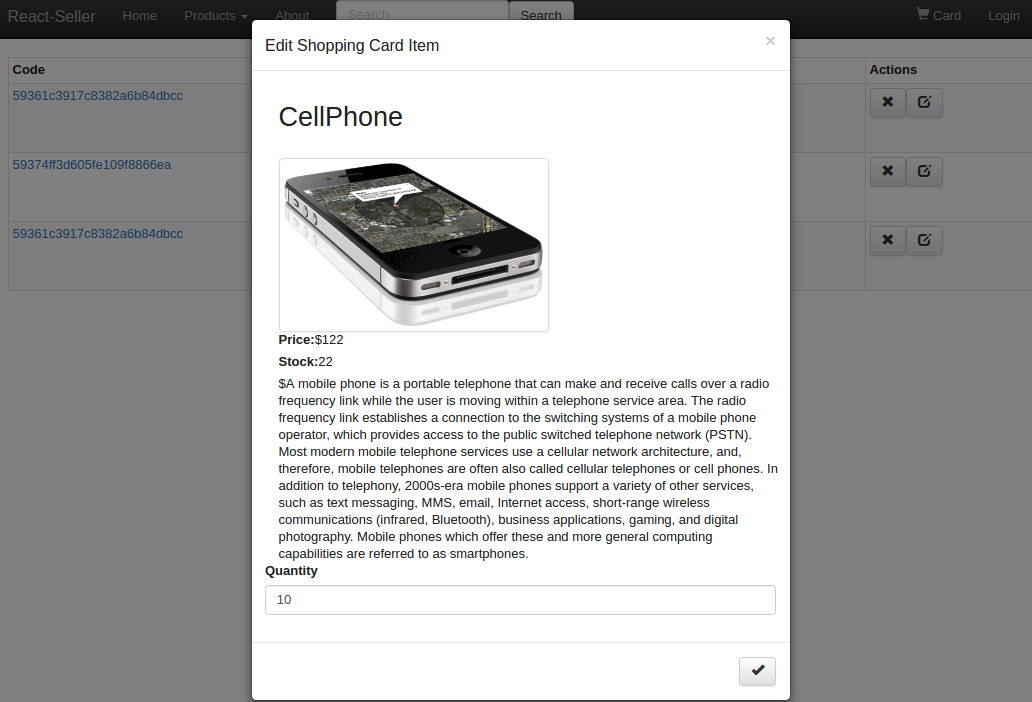 React-Seller Home Products About Search Search Card Login
Edit Shopping Card Item ×
Code Actions
59361c3917c8382a6b84dbcc
59374ff3d605fe109f8866ea
59361c3917c8382a6b84dbcc
CellPhone
Price:$122
Stock:22
$A mobile phone is a portable telephone that can make and receive calls over a radio
frequency link while the user is moving within a telephone service area. The radio
frequency link establishes a connection to the switching systems of a mobile phone
operator, which provides access to the public switched telephone network (PSTN).
Most modern mobile telephone services use a cellular network architecture, and,
therefore, mobile telephones are often also called cellular telephones or cell phones. In
addition to telephony, 2000s-era mobile phones support a variety of other services,
such as text messaging, MMS, email, Internet access, short-range wireless
communications (infrared, Bluetooth), business applications, gaming, and digital
photography. Mobile phones which offer these and more general computing
capabilities are referred to as smartphones.
Quantity
10